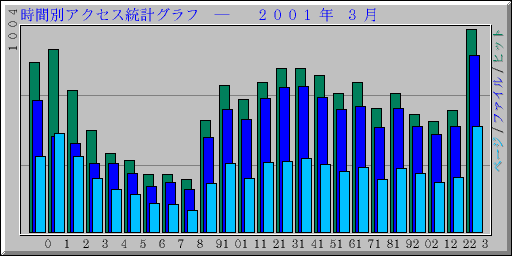 時間別アクセス統計グラフ ― ２００１年 ３月
1004
ページ/ファイル/ヒット
0 1 2 3 4 5 6 7 8 91 01 11 21 31 41 51 61 71 81 92 02 12 22 3